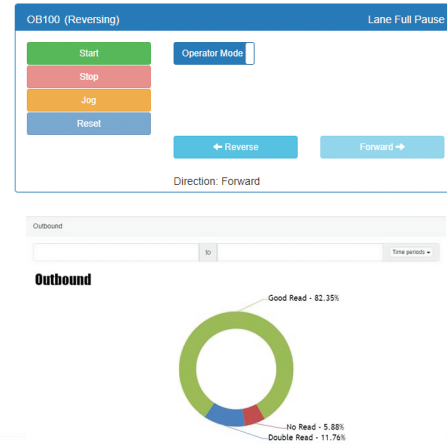 OB100 (Reversing) Lane Full Pause
Start Operator Mode
Stop
Jog
Reset
← Reverse Forward →
Direction: Forward
Outbound
to Time periods
Outbound
Good Read - 82.35%
No Read - 5.88%
Double Read - 11.76%